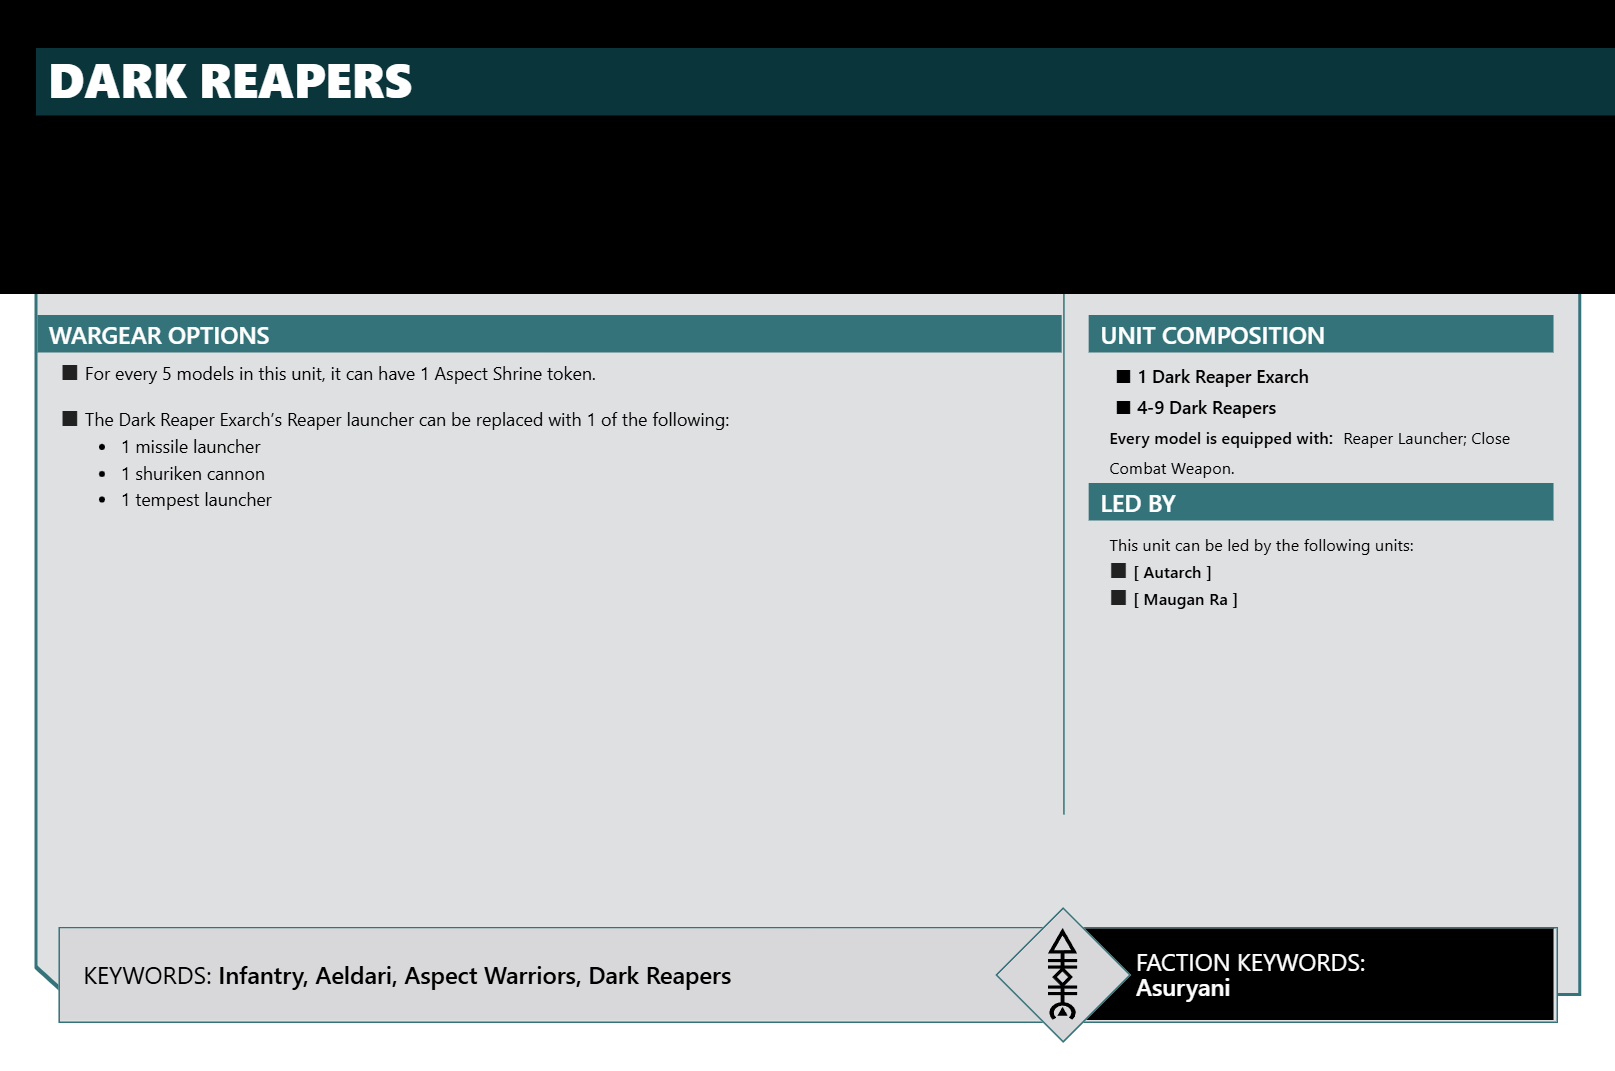 DARK REAPERS
WARGEAR OPTIONS
■ For every 5 models in this unit, it can have 1 Aspect Shrine token.
■ The Dark Reaper Exarch’s Reaper launcher can be replaced with 1 of the following:
• 1 missile launcher
• 1 shuriken cannon
• 1 tempest launcher
UNIT COMPOSITION
■ 1 Dark Reaper Exarch
■ 4-9 Dark Reapers
Every model is equipped with: Reaper Launcher; Close
Combat Weapon.
LED BY
This unit can be led by the following units:
■ [ Autarch ]
■ [ Maugan Ra ]
KEYWORDS: Infantry, Aeldari, Aspect Warriors, Dark Reapers
FACTION KEYWORDS:
Asuryani